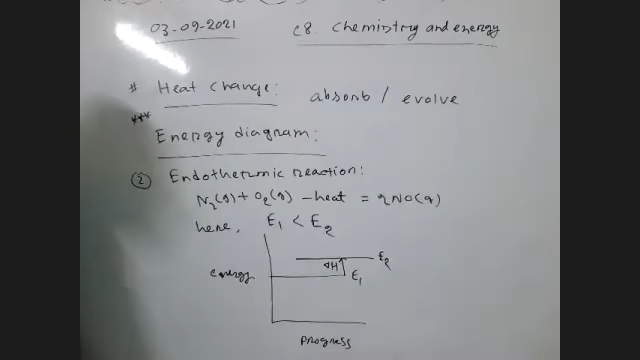 03-09-2021 C8 Chemistry and energy
# Heat change: absorb / evolve
*** Energy diagram:
② Endothermic reaction:
N₂(g) + O₂(g) - heat = 2NO(g)
here, E₁ < E₂
E₂
ΔH
energy
E₁
Progress